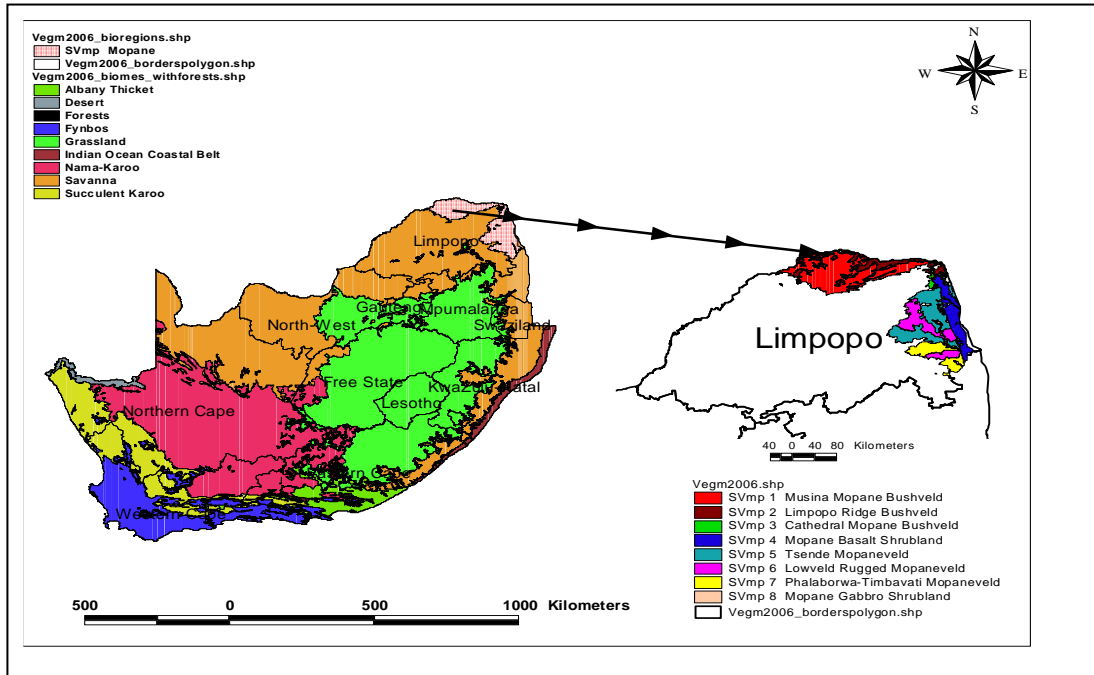 Vegm2006_bioregions.shp
SVmp Mopane
Vegm2006_borderspolygon.shp
Vegm2006_biomes_withforests.shp
Albany Thicket
Desert
Forests
Fynbos
Grassland
Indian Ocean Coastal Belt
Nama-Karoo
Savanna
Succulent Karoo
N
W E
S
Limpopo
Gauteng
North-West
Swaziland
Free State
Lesotho
Northern Cape
Western Cape
Limpopo
40 0 40 80 Kilometers
500 0 500 1000 Kilometers
Vegm2006.shp
SVmp 1 Musina Mopane Bushveld
SVmp 2 Limpopo Ridge Bushveld
SVmp 3 Cathedral Mopane Bushveld
SVmp 4 Mopane Basalt Shrubland
SVmp 5 Tsende Mopaneveld
SVmp 6 Lowveld Rugged Mopaneveld
SVmp 7 Phalaborwa-Timbavati Mopaneveld
SVmp 8 Mopane Gabbro Shrubland
Vegm2006_borderspolygon.shp